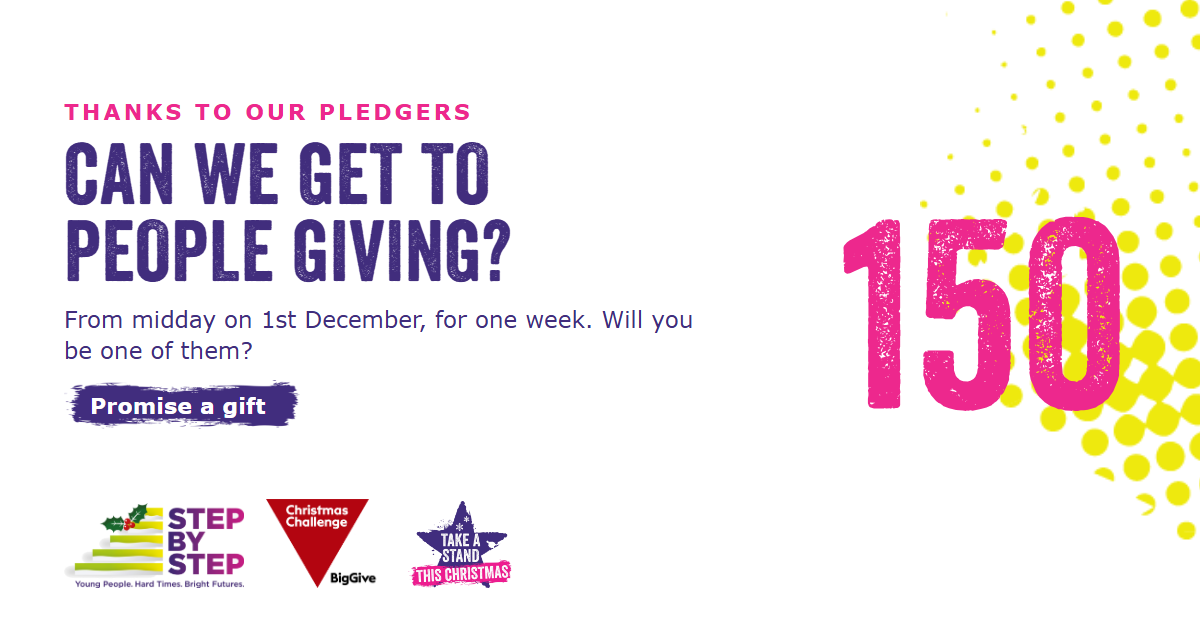 THANKS TO OUR PLEDGERS
CAN WE GET TO
PEOPLE GIVING?
150
From midday on 1st December, for one week. Will you
be one of them?
Promise a gift
STEP
BY
STEP
Young People. Hard Times. Bright Futures.
Christmas
Challenge
BigGive
TAKE A
STAND
THIS CHRISTMAS